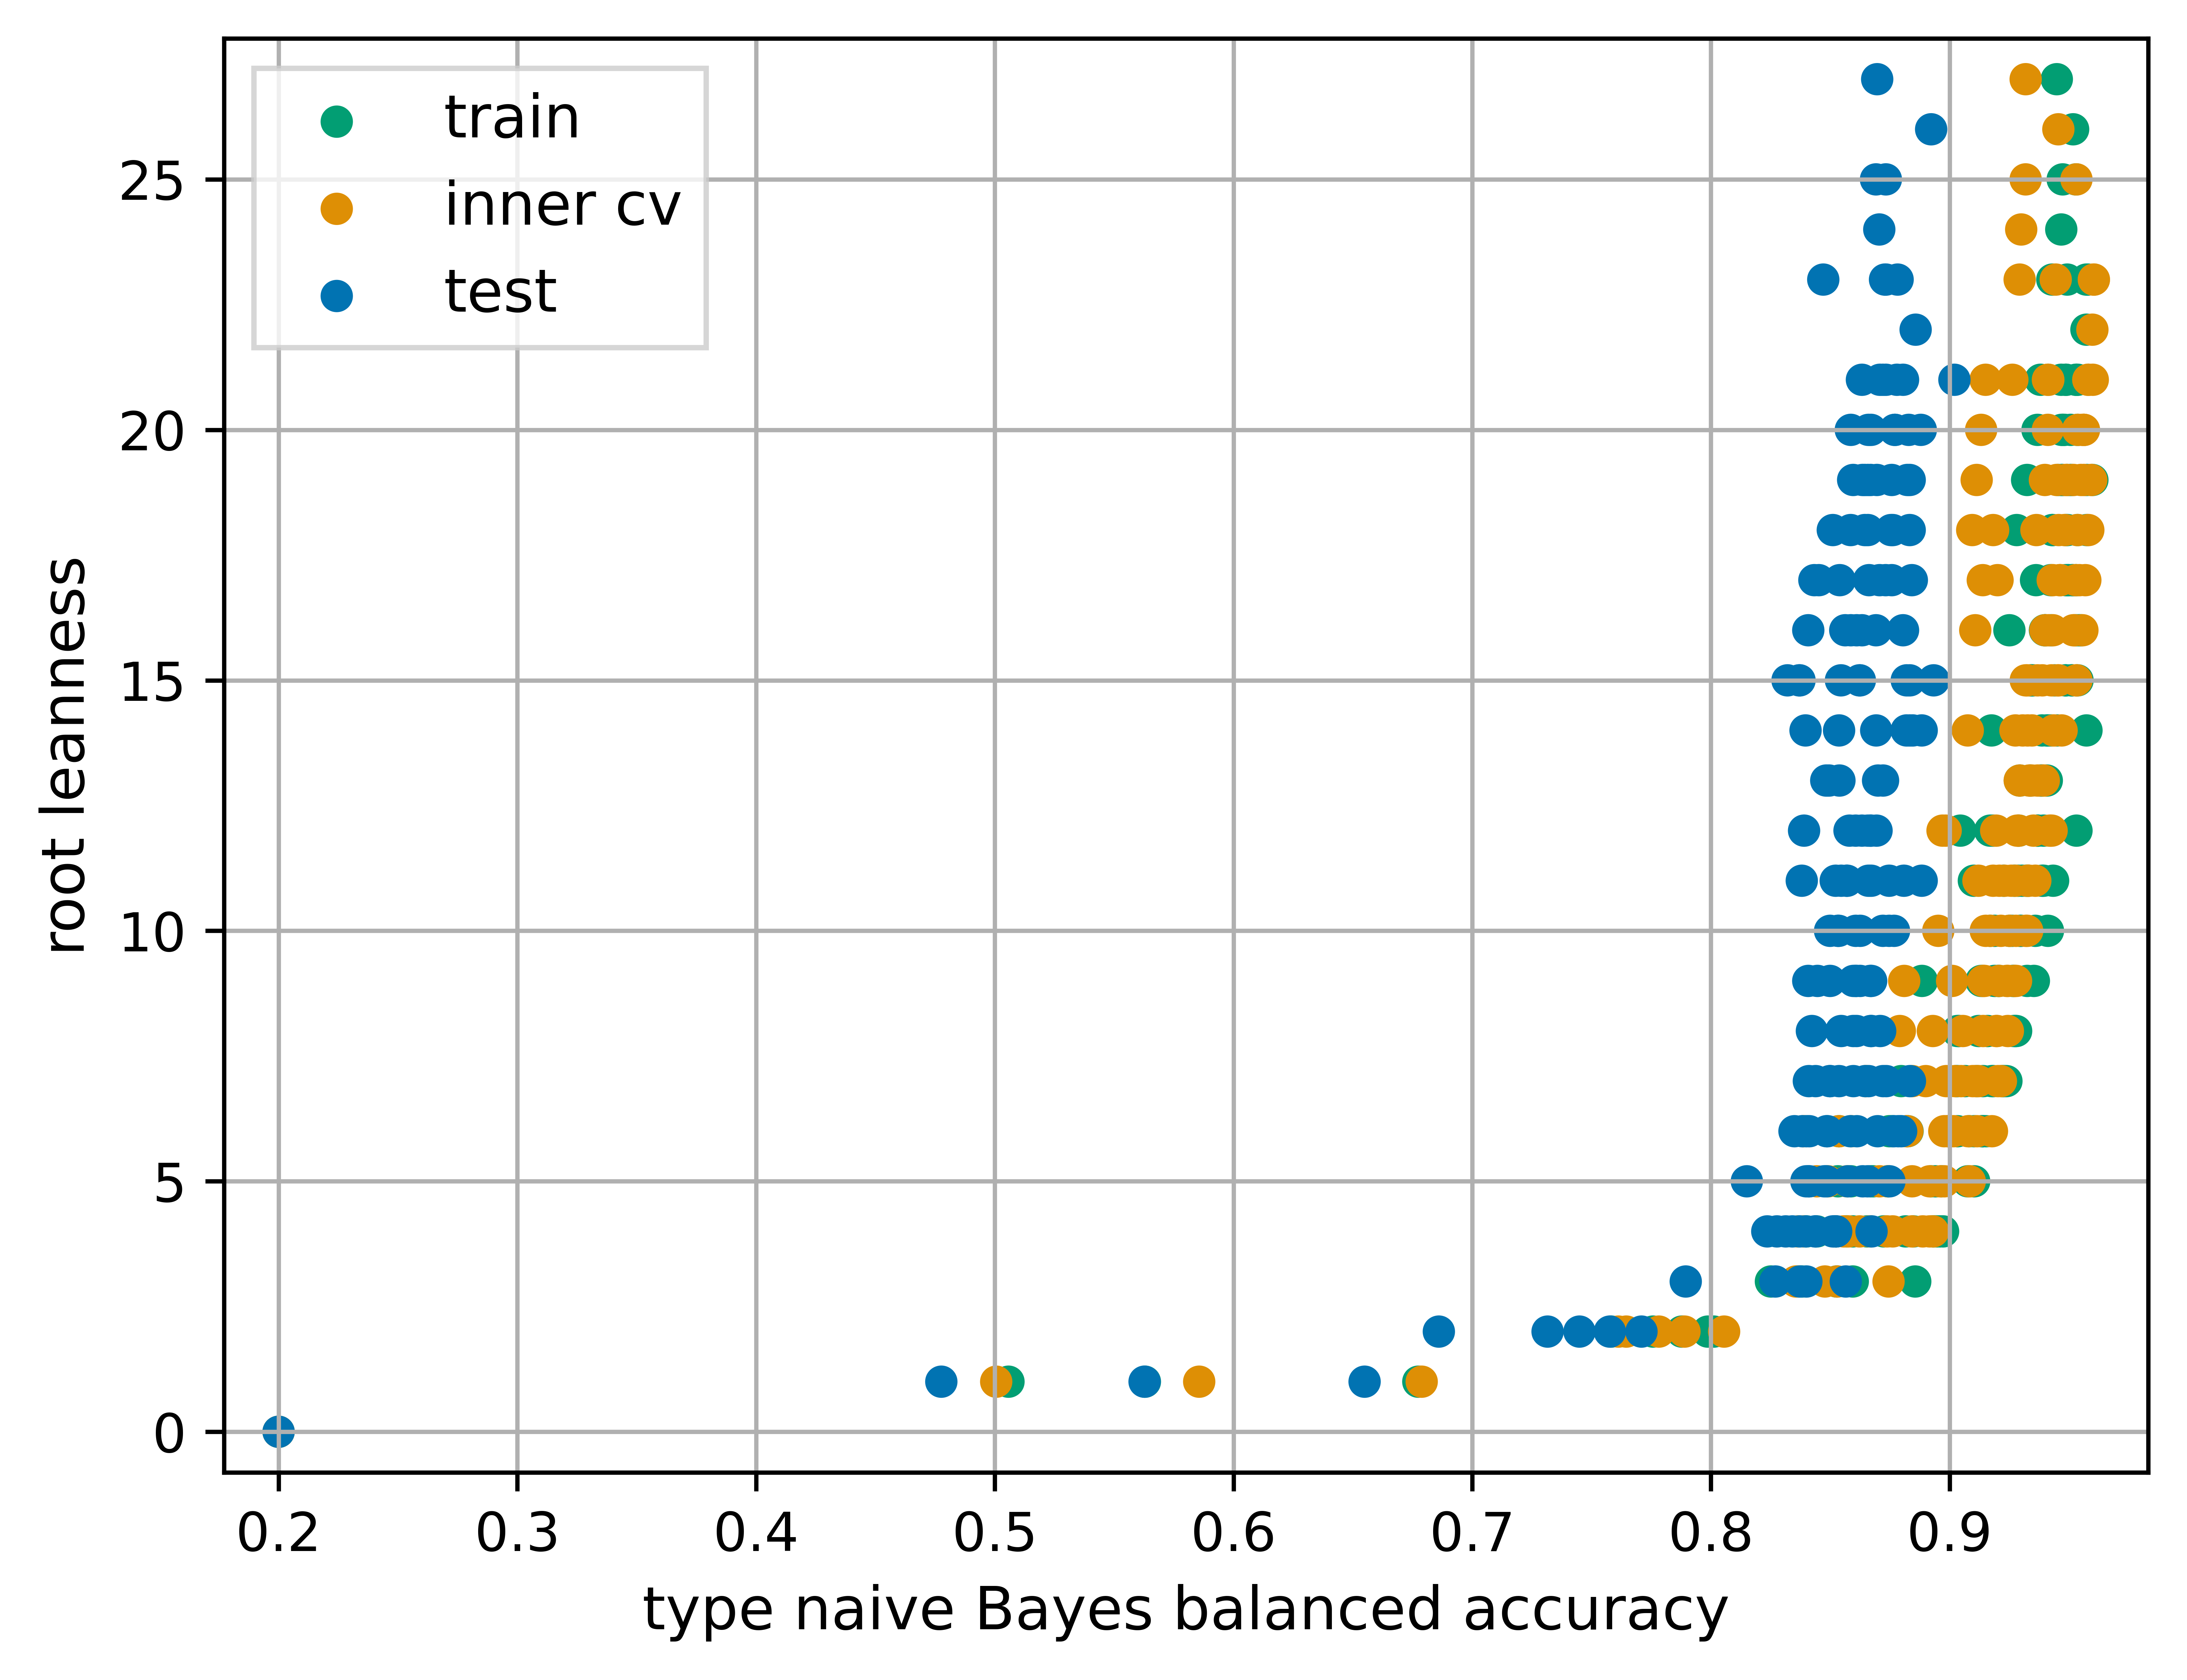 train
inner cv
test
25
20
15
10
5
0
root leanness
0.2 0.3 0.4 0.5 0.6 0.7 0.8 0.9
type naive Bayes balanced accuracy